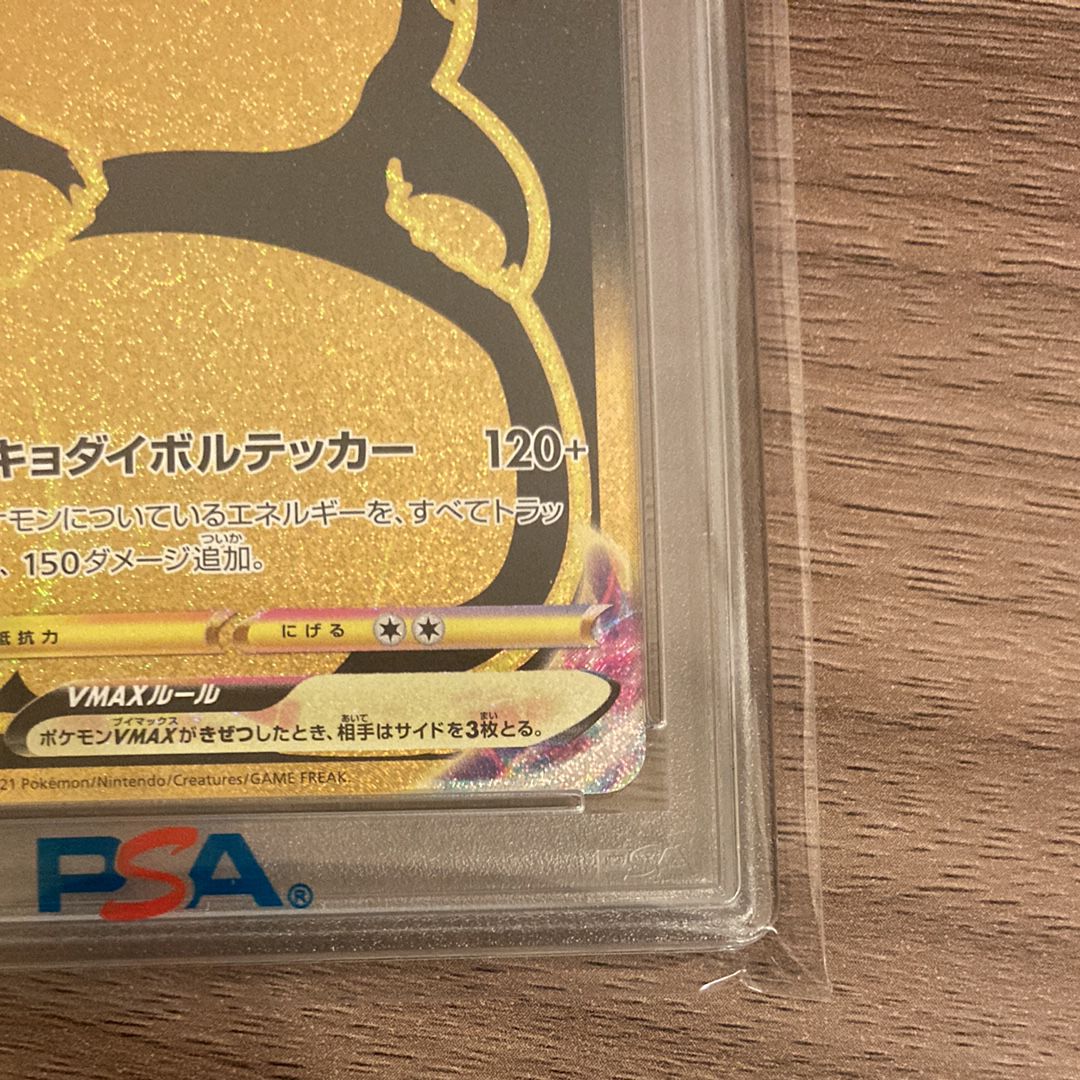 キョダイボルテッカー 120+
ケモンについているエネルギーを、すべてトラッ
ついか
、150ダメージ追加。
抵抗力 にげる
VMAXルール
ブイマックス あいて まい
ポケモンVMAXがきぜつしたとき、相手はサイドを3枚とる。
21 Pokémon/Nintendo/Creatures/GAME FREAK.
PSA®
PSA